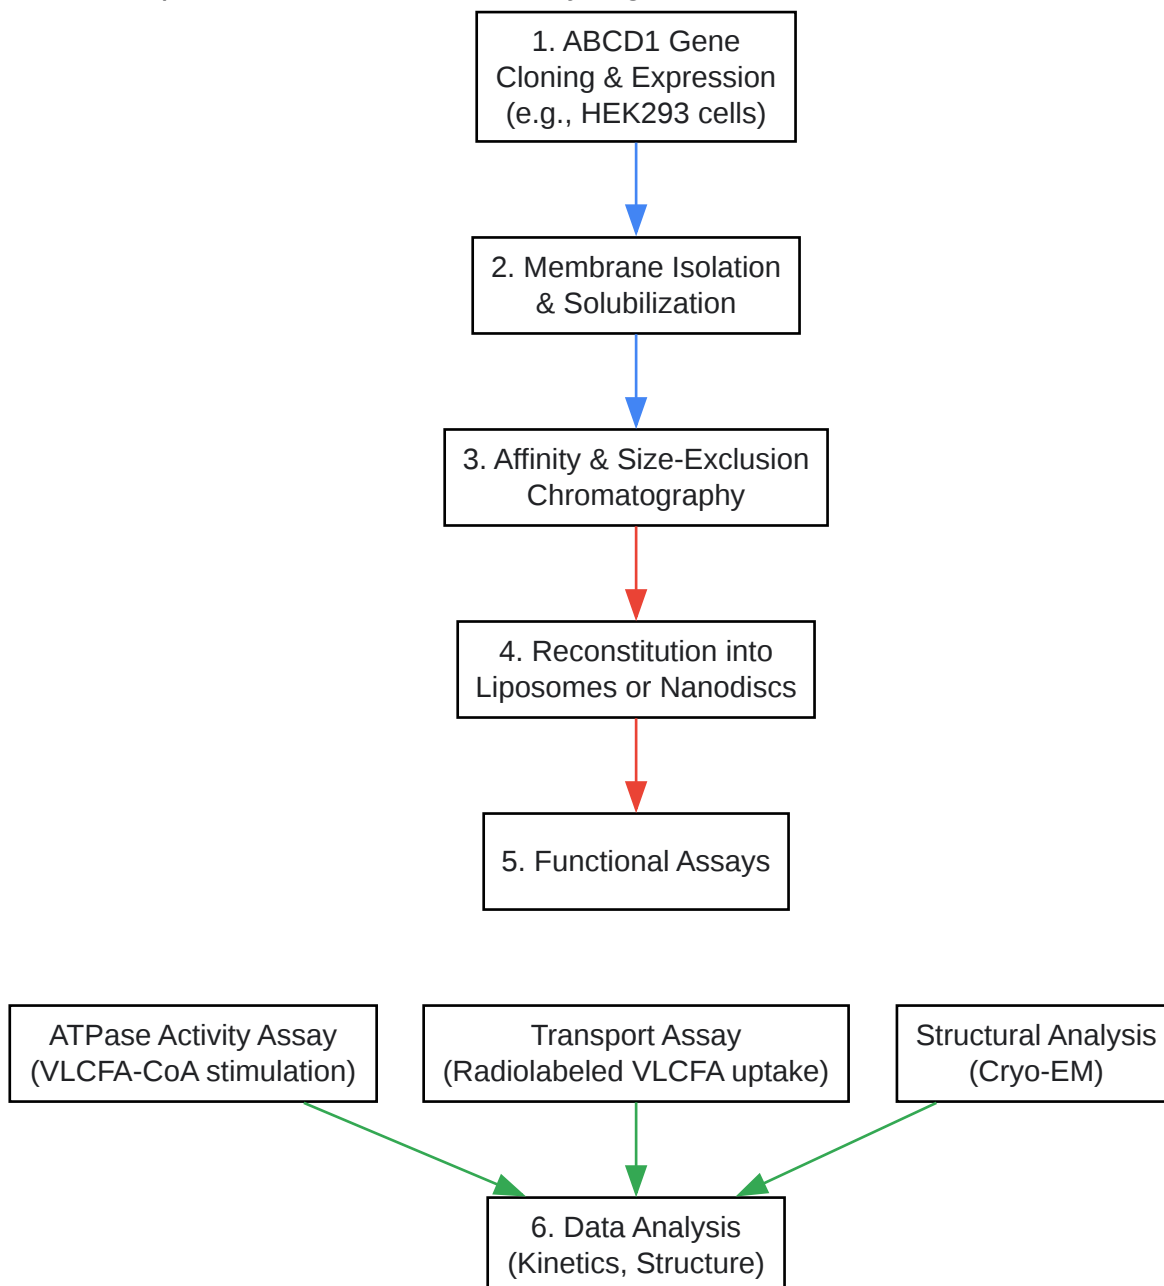 1. ABCD1 Gene
Cloning & Expression
(e.g., HEK293 cells)
2. Membrane Isolation
& Solubilization
3. Affinity & Size-Exclusion
Chromatography
4. Reconstitution into
Liposomes or Nanodiscs
5. Functional Assays
ATPase Activity Assay
(VLCFA-CoA stimulation)
Transport Assay
(Radiolabeled VLCFA uptake)
Structural Analysis
(Cryo-EM)
6. Data Analysis
(Kinetics, Structure)